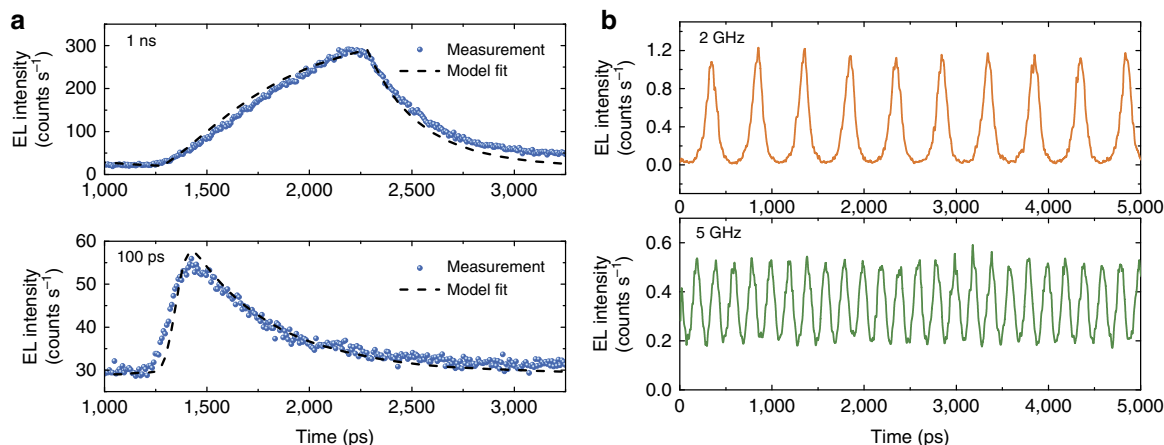 a
1 ns
Measurement
Model fit
EL intensity
(counts s⁻¹)
300
200
100
0
1,000 1,500 2,000 2,500 3,000
100 ps
Measurement
Model fit
EL intensity
(counts s⁻¹)
60
50
40
30
1,000 1,500 2,000 2,500 3,000
Time (ps)
b
2 GHz
EL intensity
(counts s⁻¹)
1.2
0.8
0.4
0.0
0 1,000 2,000 3,000 4,000 5,000
5 GHz
EL intensity
(counts s⁻¹)
0.6
0.4
0.2
0.0
0 1,000 2,000 3,000 4,000 5,000
Time (ps)